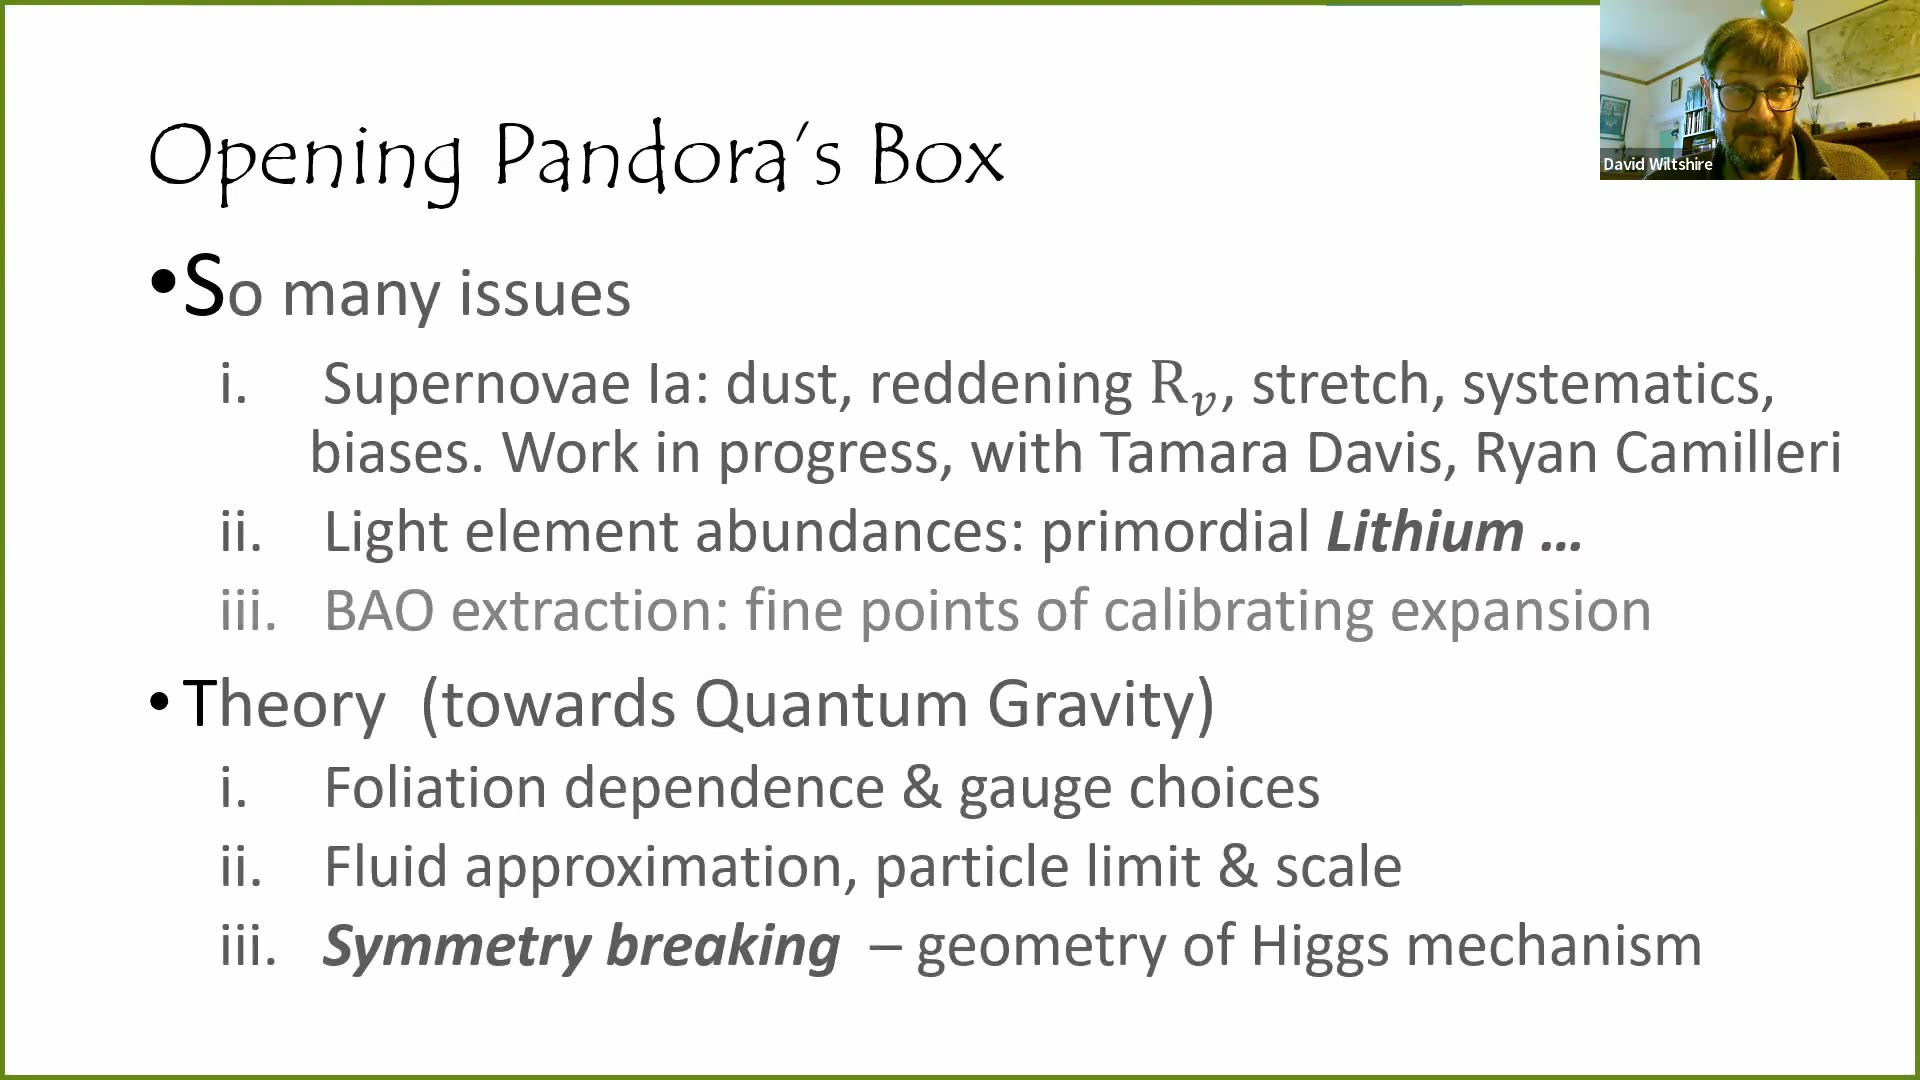 Opening Pandora's Box
David Wiltshire
•So many issues
i. Supernovae Ia: dust, reddening Rᵥ, stretch, systematics,
biases. Work in progress, with Tamara Davis, Ryan Camilleri
ii. Light element abundances: primordial Lithium ...
iii. BAO extraction: fine points of calibrating expansion
• Theory (towards Quantum Gravity)
i. Foliation dependence & gauge choices
ii. Fluid approximation, particle limit & scale
iii. Symmetry breaking – geometry of Higgs mechanism